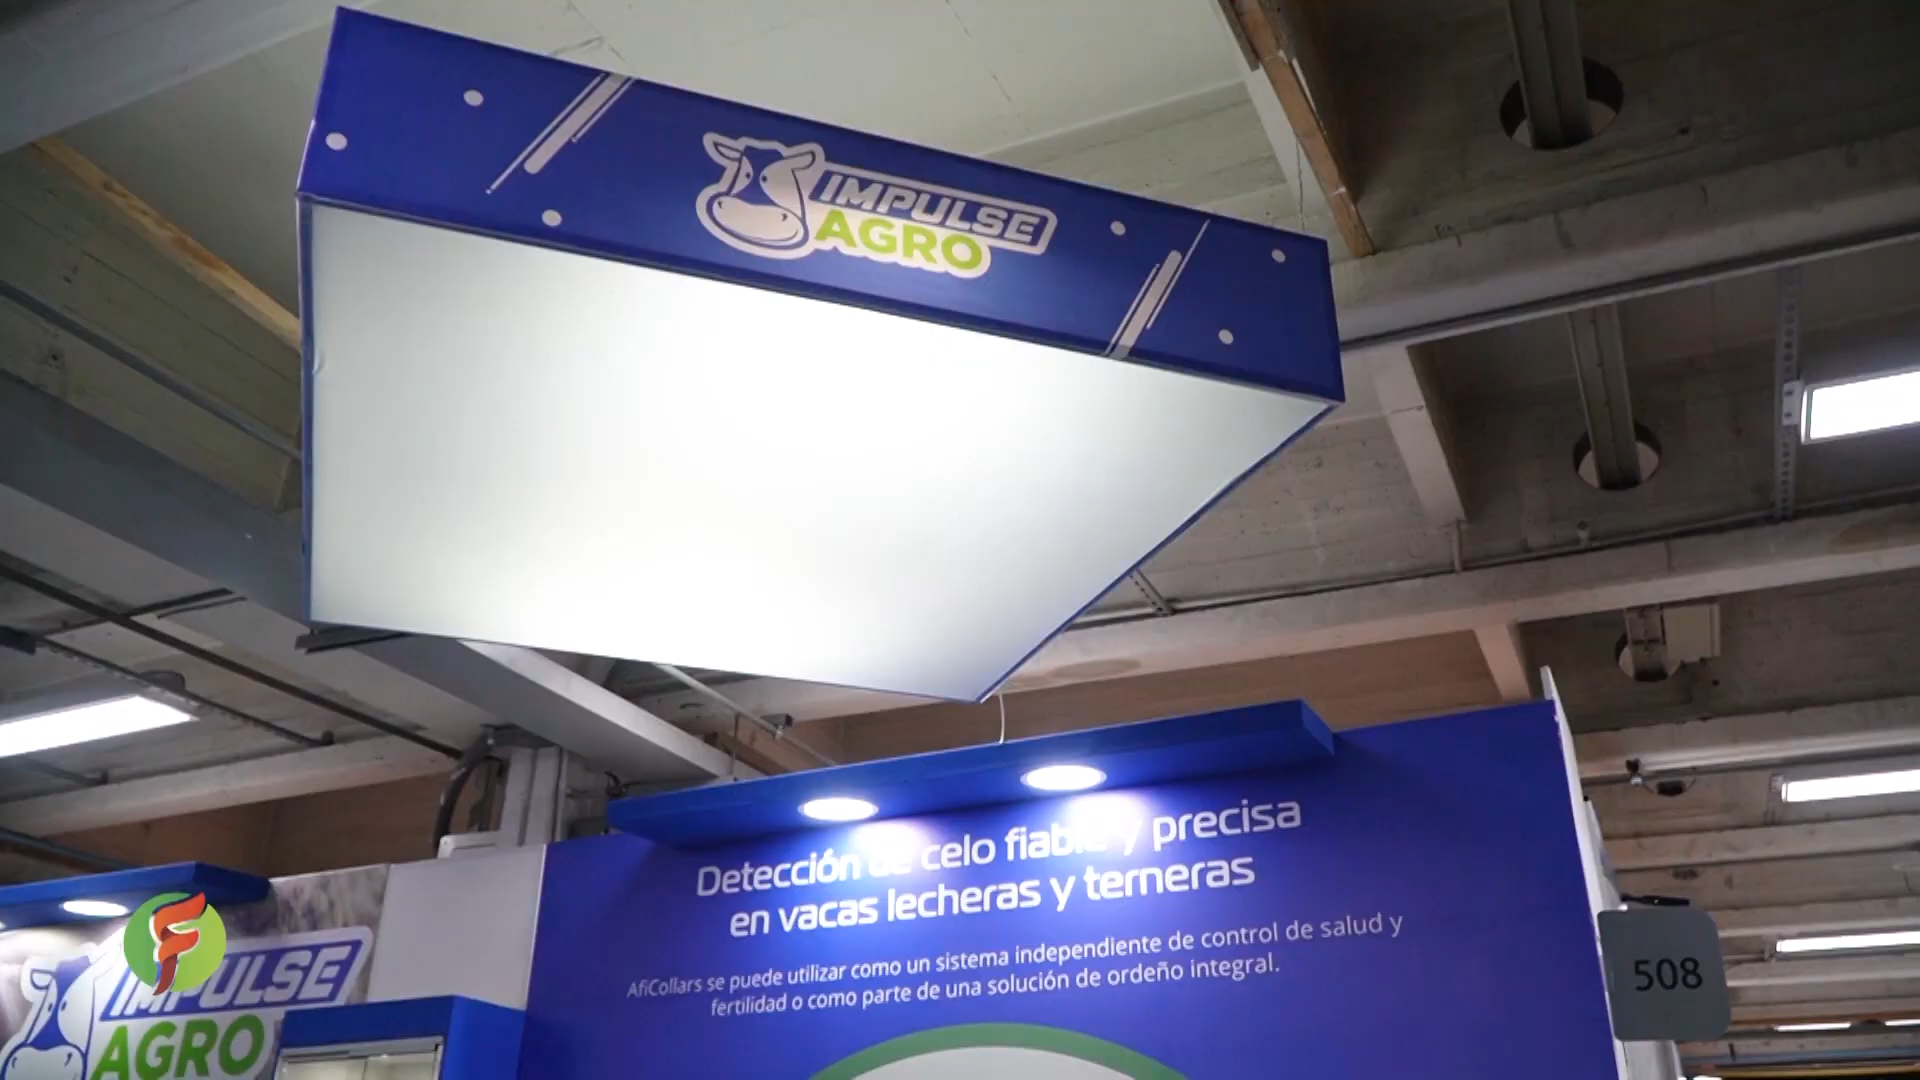 IMPULSE
AGRO
Detección de celo fiable y precisa
en vacas lecheras y terneras
AfiCollars se puede utilizar como un sistema independiente de control de salud y
fertilidad o como parte de una solución de ordeño integral.
508
F
IMPULSE
AGRO